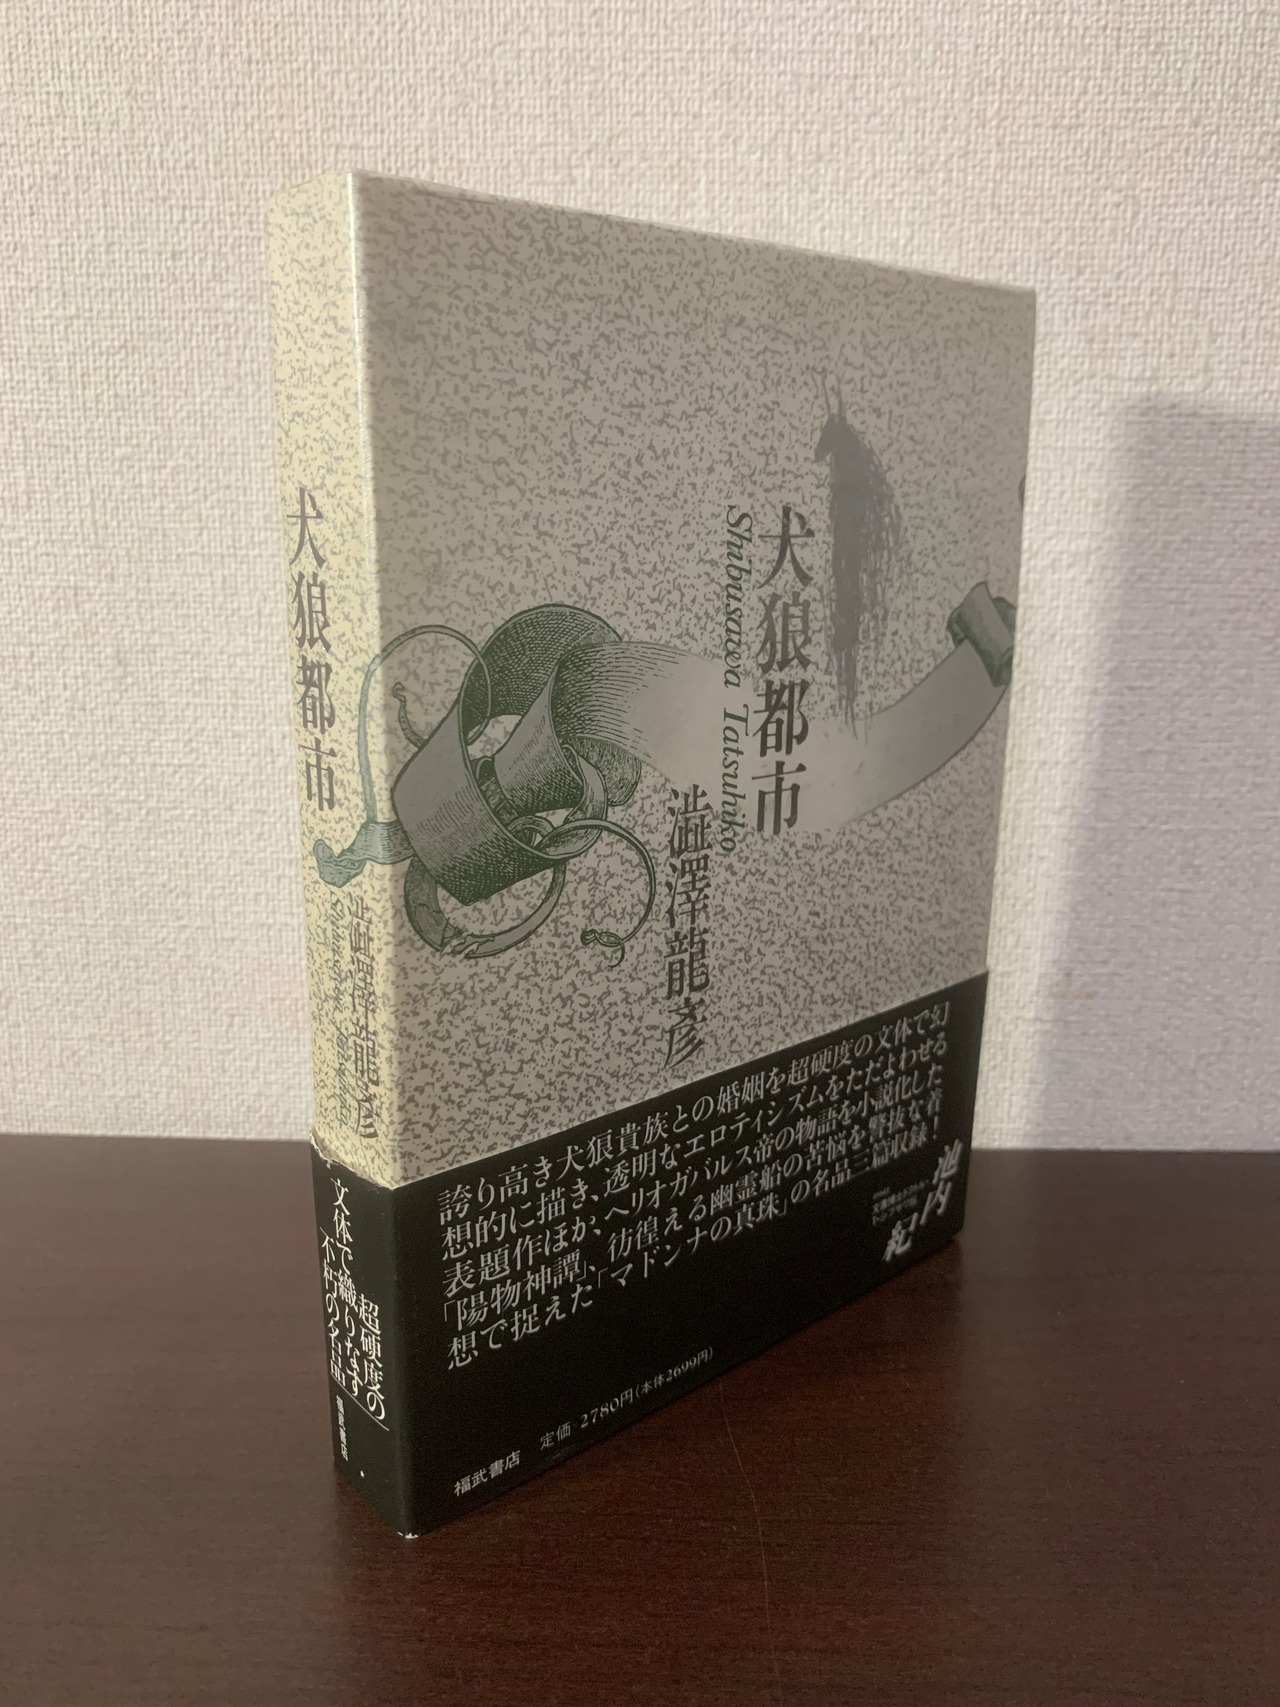 犬狼都市
Shibusawa Tatsuhiko
澁澤龍彥
犬狼都市
澁澤龍彥
Shibusawa Tatsuhiko
誇り高き犬狼貴族との婚姻を超硬度の文体で幻
想的に描き、透明なエロティシズムをただよわせる
表題作ほか、ヘリオガバルス帝の物語を小説化した
「陽物神譚」、彷徨える幽霊船の苦悩を警抜な着
想で捉えた「マドンナの真珠」の名品三篇収録!
池内
紀
福武書店
定価 2780円(本体2699円)
超硬度の
文体で織りなす
不朽の名品
福武書店